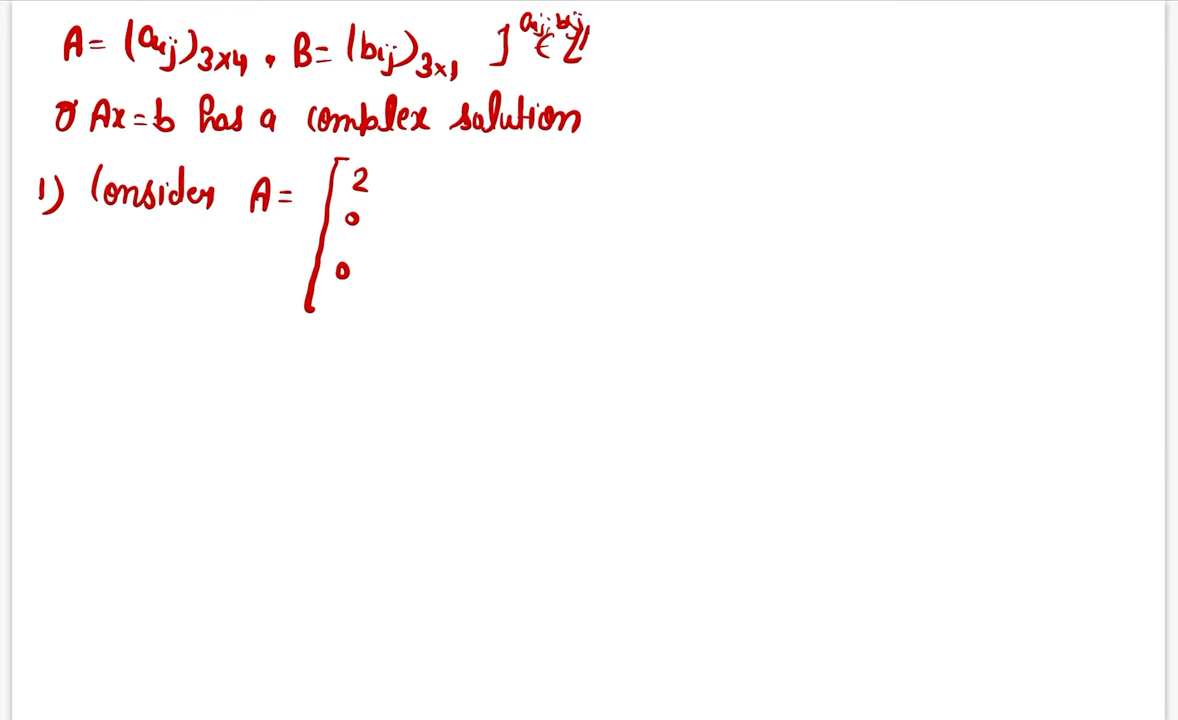 A = (aij)3×4 , B = (bij)3×1 ] aij, bij ∈ Z
Ax = b has a complex solution
1) Consider A = [ 2
0
0